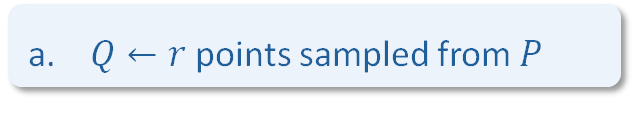 a. Q ← r points sampled from P